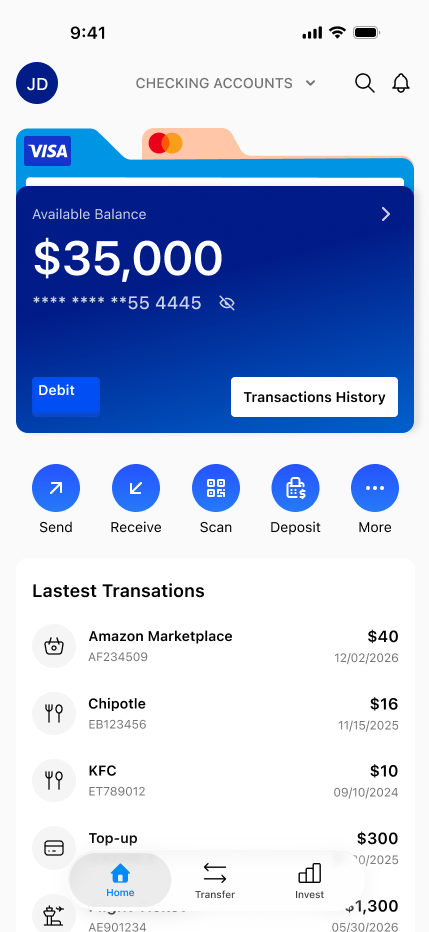 9:41
JD
CHECKING ACCOUNTS
VISA
Available Balance
$35,000
**** **** **55 4445
Debit
Transactions History
Send
Receive
Scan
Deposit
More
Lastest Transations
Amazon Marketplace
$40
AF234509
12/02/2026
Chipotle
$16
EB123456
11/15/2025
KFC
$10
ET789012
09/10/2024
Top-up
$300
/2025
Home
Transfer
Invest
$1,300
AE901234
05/30/2026